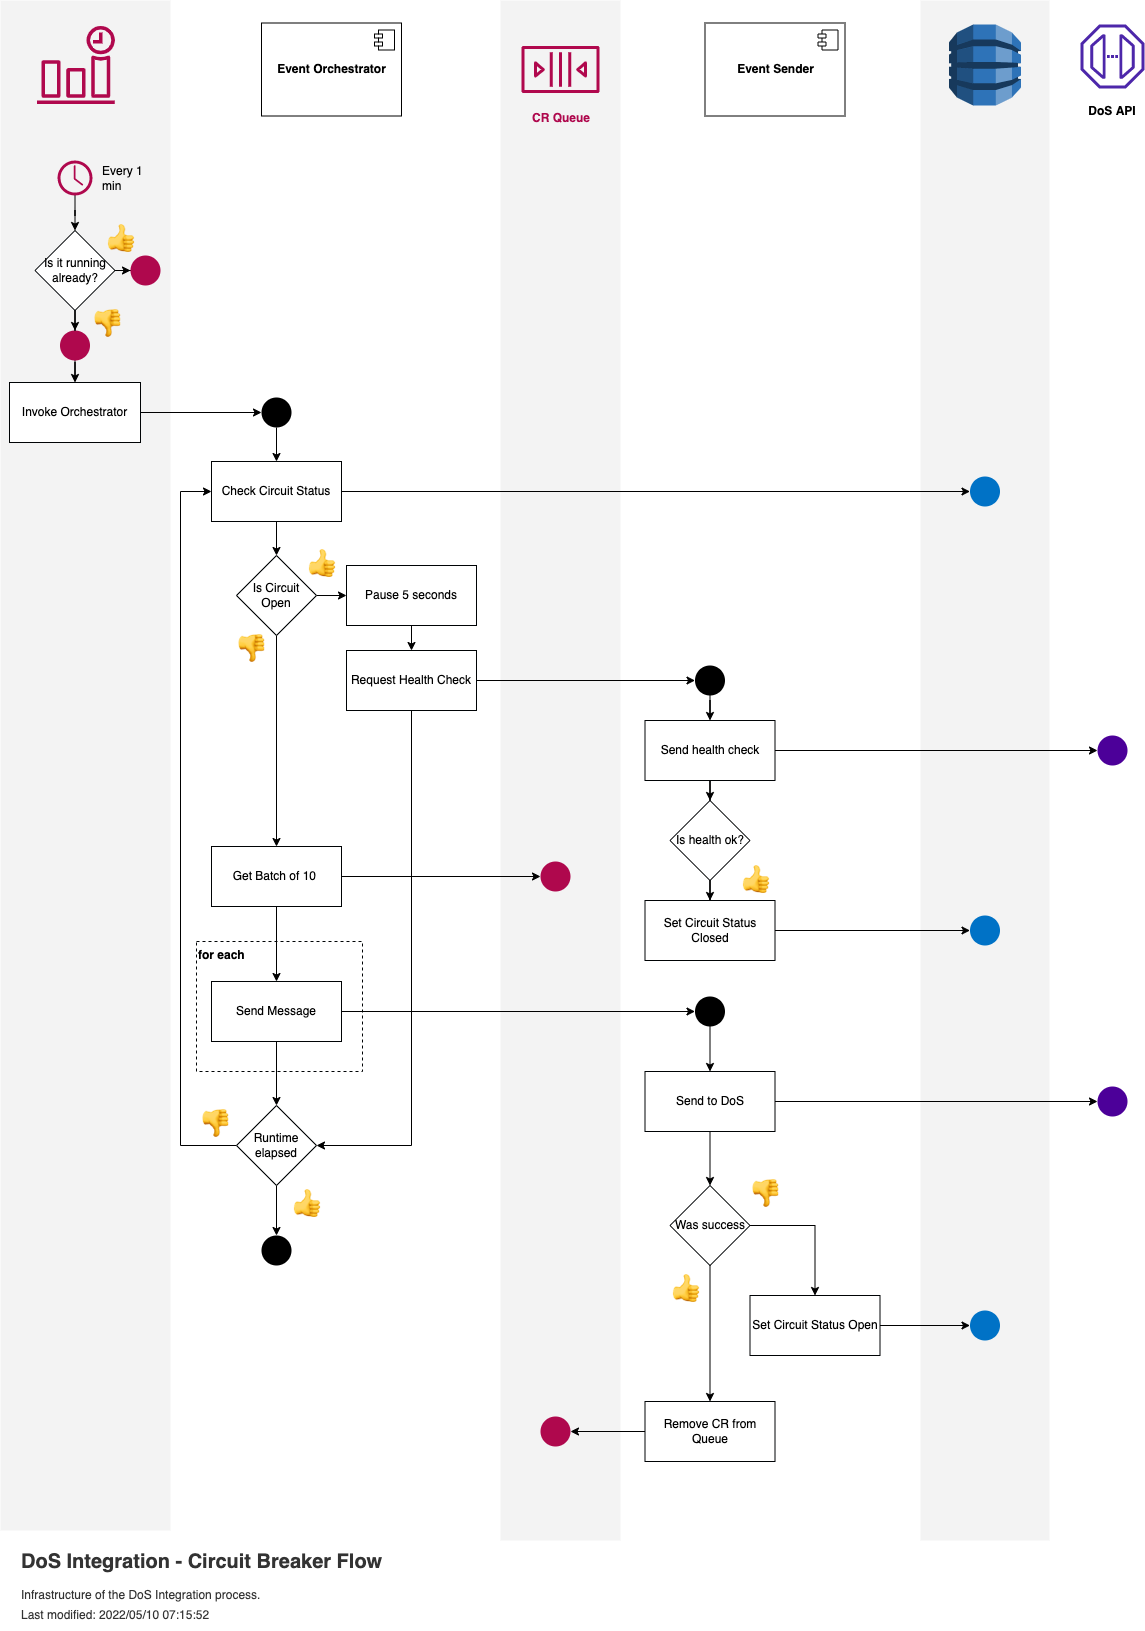 Event Orchestrator
CR Queue
Event Sender
DoS API
Every 1
min
Is it running
already?
Invoke Orchestrator
Check Circuit Status
Is Circuit
Open
Pause 5 seconds
Request Health Check
Send health check
Is health ok?
Get Batch of 10
Set Circuit Status
Closed
for each
Send Message
Send to DoS
Runtime
elapsed
Was success
Set Circuit Status Open
Remove CR from
Queue
DoS Integration - Circuit Breaker Flow
Infrastructure of the DoS Integration process.
Last modified: 2022/05/10 07:15:52